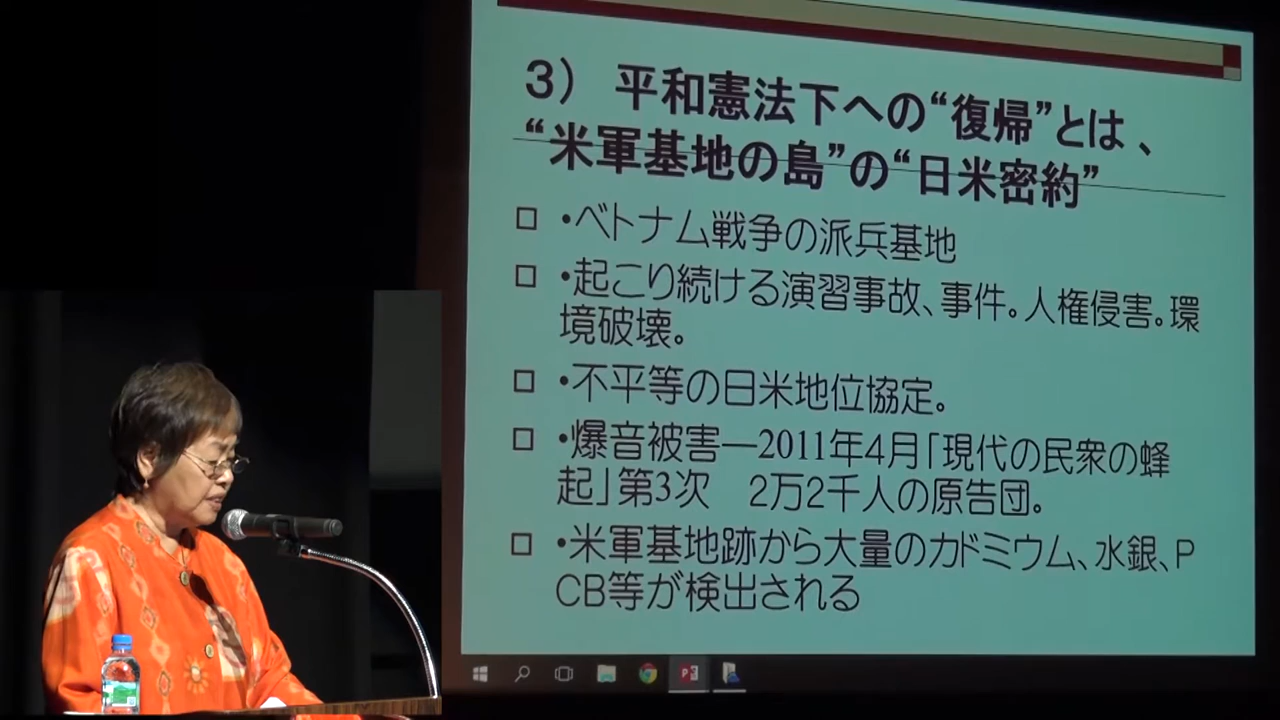 3) 平和憲法下への“復帰”とは、
“米軍基地の島”の“日米密約”
□ ・ベトナム戦争の派兵基地
□ ・起こり続ける演習事故、事件。人権侵害。環
境破壊。
□ ・不平等の日米地位協定。
□ ・爆音被害―2011年4月「現代の民衆の蜂
起」第3次 2万2千人の原告団。
□ ・米軍基地跡から大量のカドミウム、水銀、P
CB等が検出される